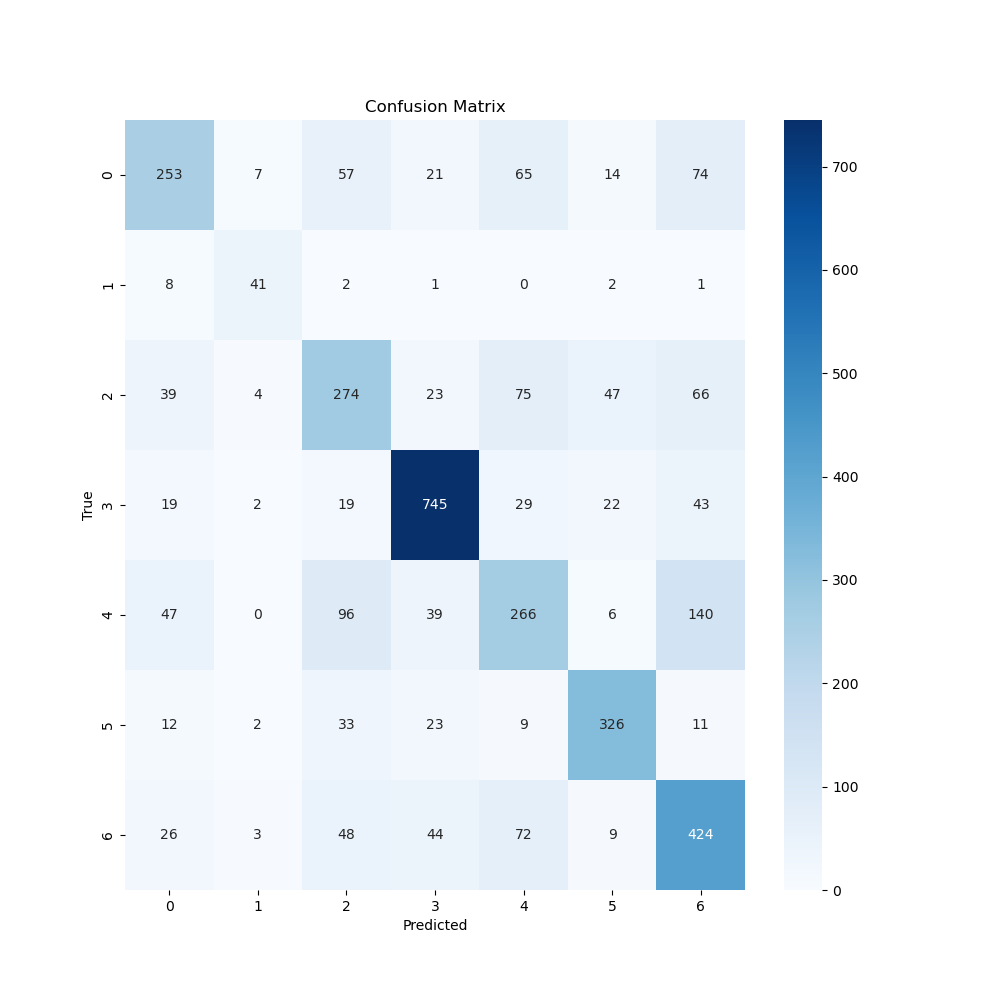 Confusion Matrix
0 253 7 57 21 65 14 74
1 8 41 2 1 0 2 1
2 39 4 274 23 75 47 66
3 19 2 19 745 29 22 43
4 47 0 96 39 266 6 140
5 12 2 33 23 9 326 11
6 26 3 48 44 72 9 424
0 1 2 3 4 5 6
Predicted
True
700
600
500
400
300
200
100
0